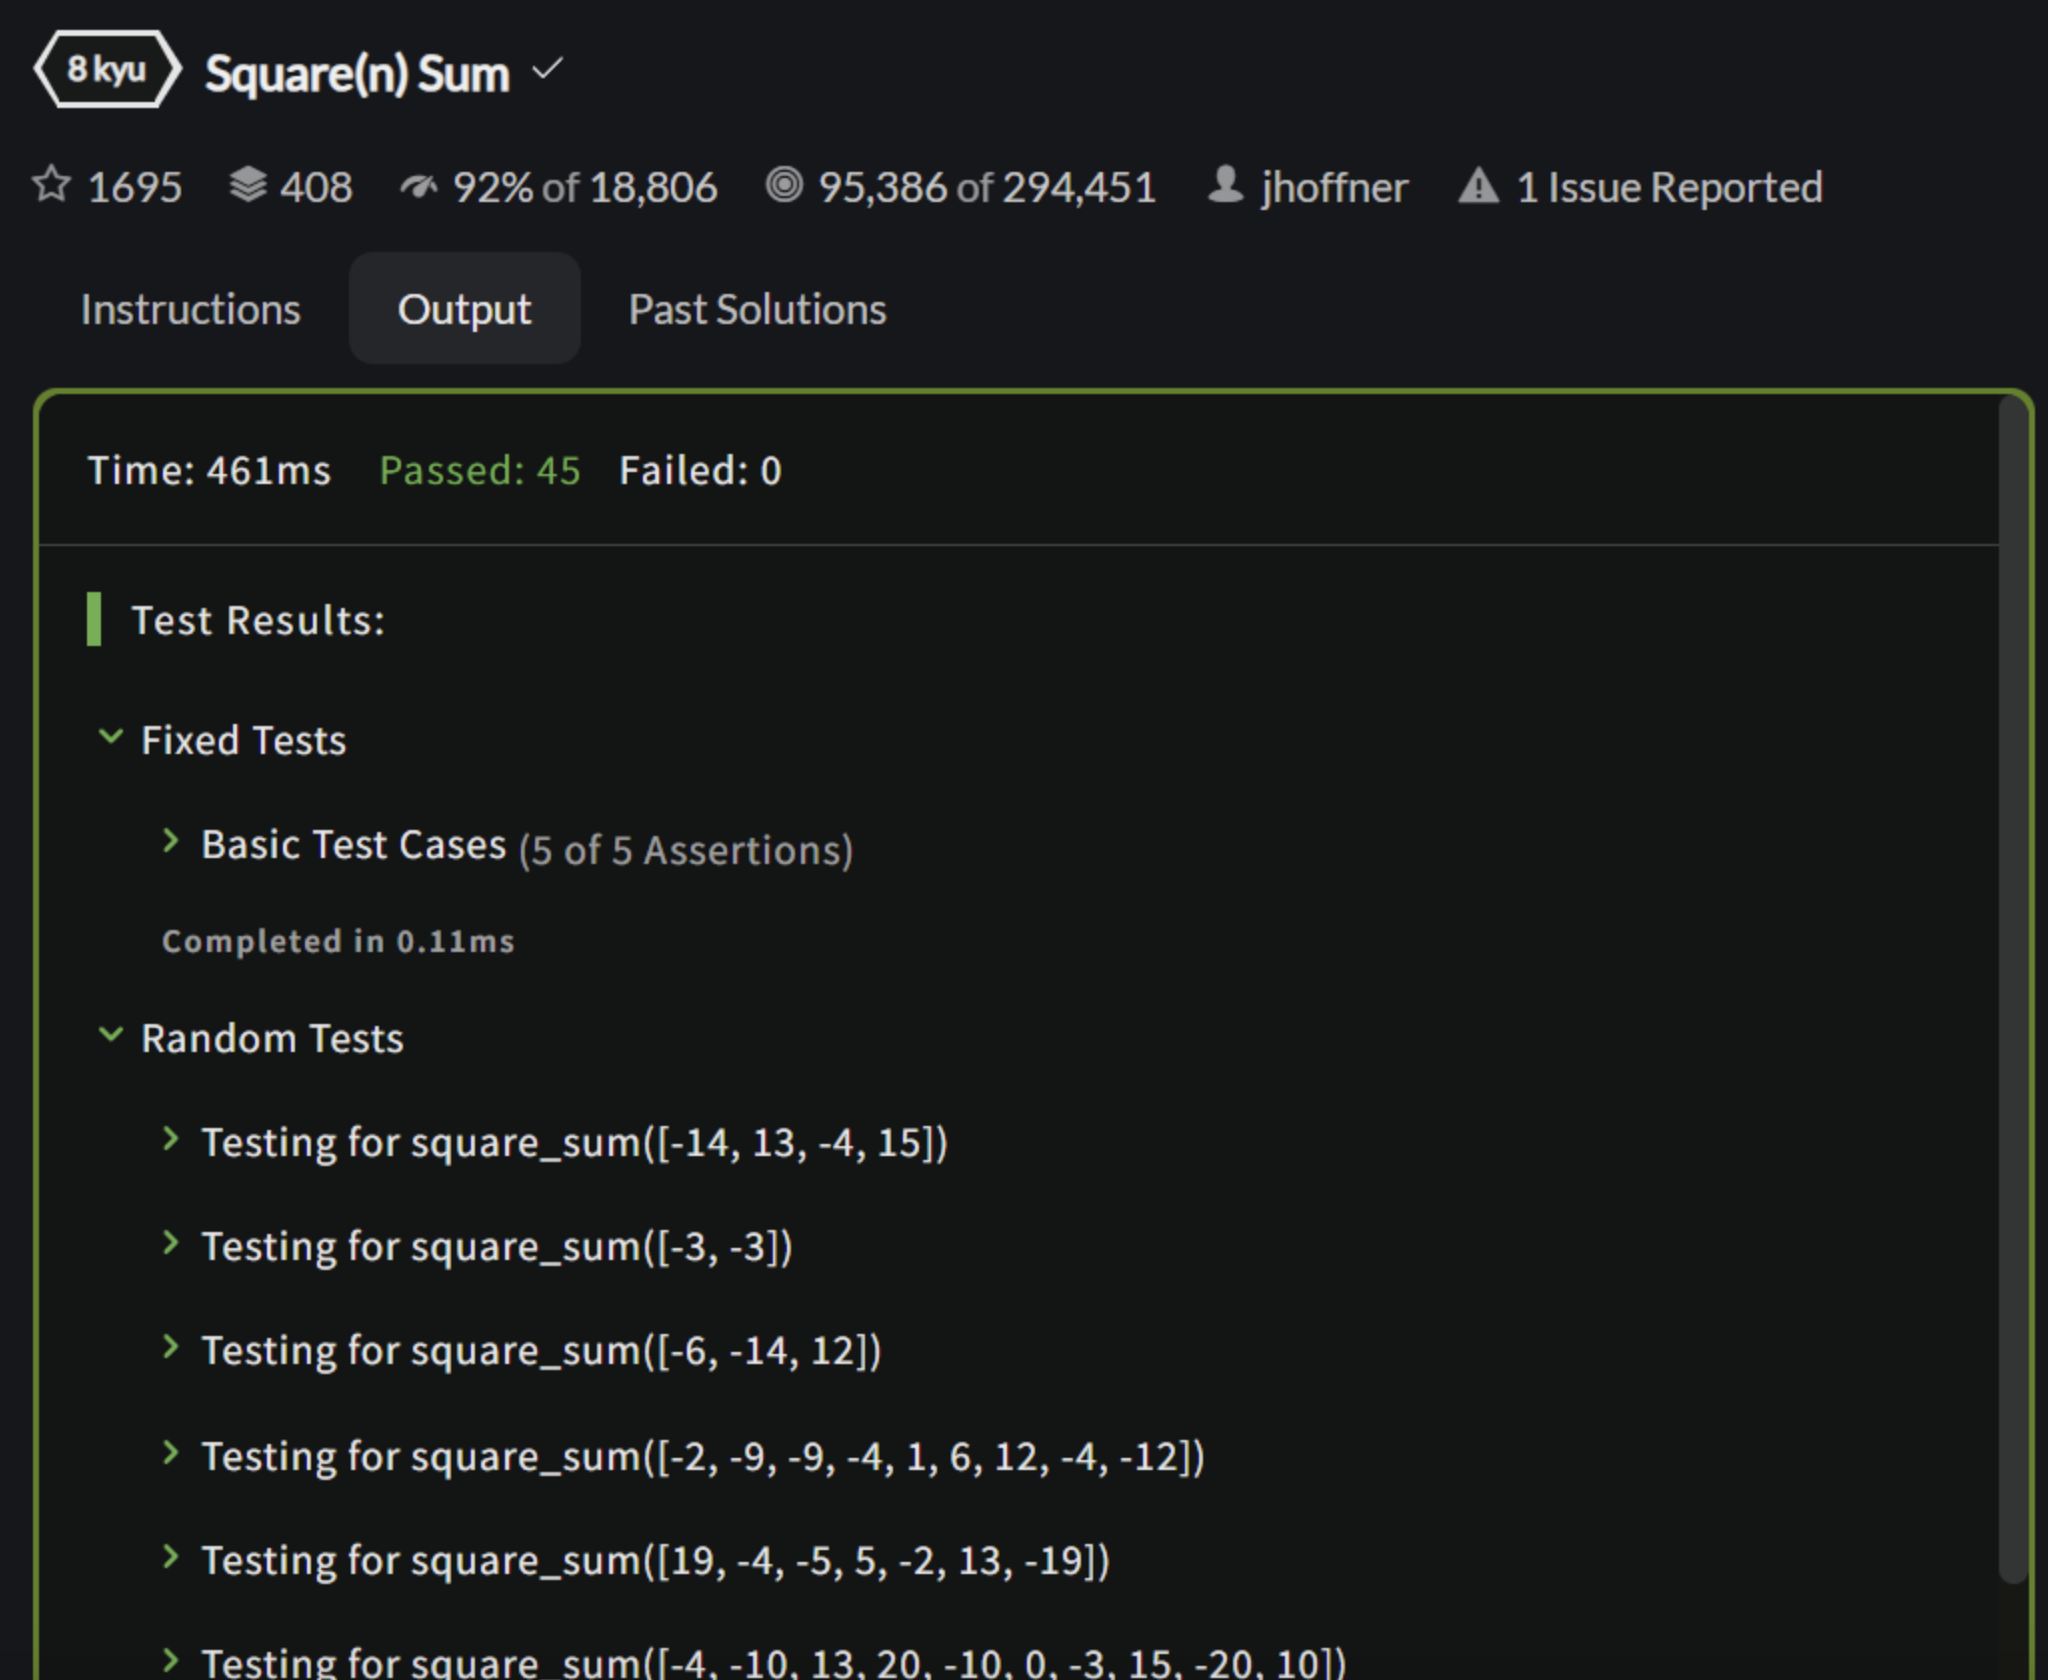 8 kyu Square(n) Sum
1695 408 92% of 18,806 95,386 of 294,451 jhoffner 1 Issue Reported
Instructions Output Past Solutions
Time: 461ms Passed: 45 Failed: 0
Test Results:
Fixed Tests
Basic Test Cases (5 of 5 Assertions)
Completed in 0.11ms
Random Tests
Testing for square_sum([-14, 13, -4, 15])
Testing for square_sum([-3, -3])
Testing for square_sum([-6, -14, 12])
Testing for square_sum([-2, -9, -9, -4, 1, 6, 12, -4, -12])
Testing for square_sum([19, -4, -5, 5, -2, 13, -19])
Testing for square_sum([-4, -10, 13, 20, -10, 0, -3, 15, -20, 10])